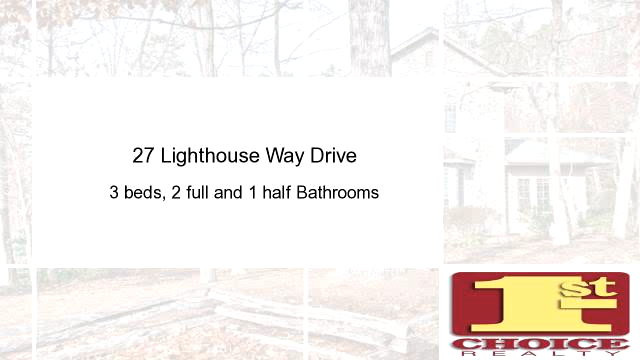 27 Lighthouse Way Drive
3 beds, 2 full and 1 half Bathrooms
1st
CHOICE
REALTY